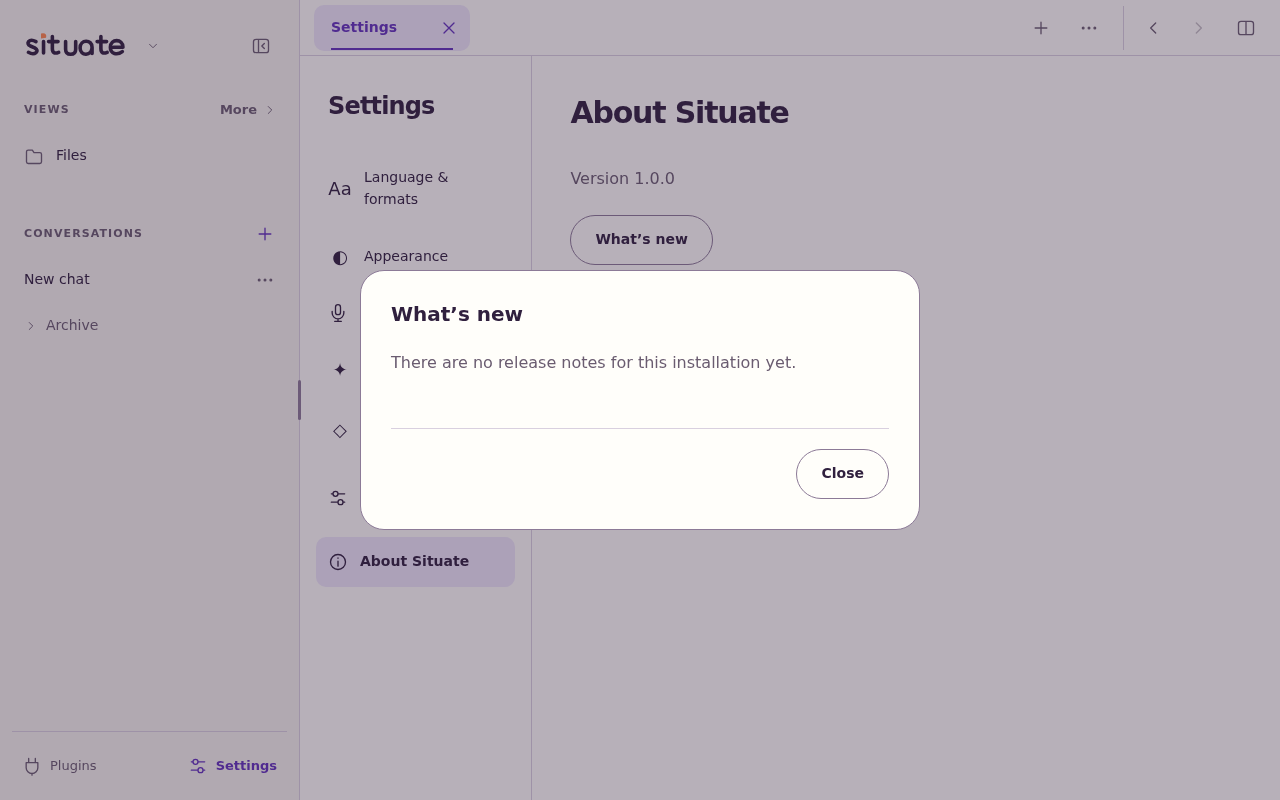 situate
VIEWS
More
Files
CONVERSATIONS
New chat
Archive
Plugins
Settings
Settings
Settings
Aa
Language &
formats
Appearance
About Situate
About Situate
Version 1.0.0
What’s new
What’s new
There are no release notes for this installation yet.
Close